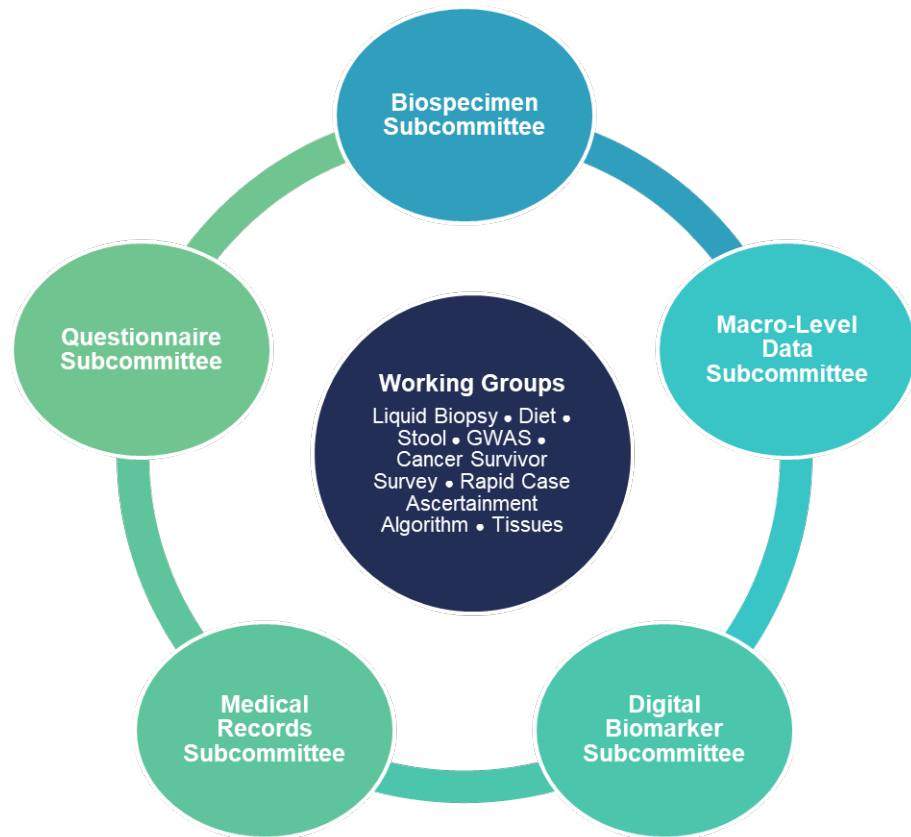 Biospecimen
Subcommittee
Questionnaire
Subcommittee
Macro-Level
Data
Subcommittee
Working Groups
Liquid Biopsy • Diet •
Stool • GWAS •
Cancer Survivor
Survey • Rapid Case
Ascertainment
Algorithm • Tissues
Medical
Records
Subcommittee
Digital
Biomarker
Subcommittee